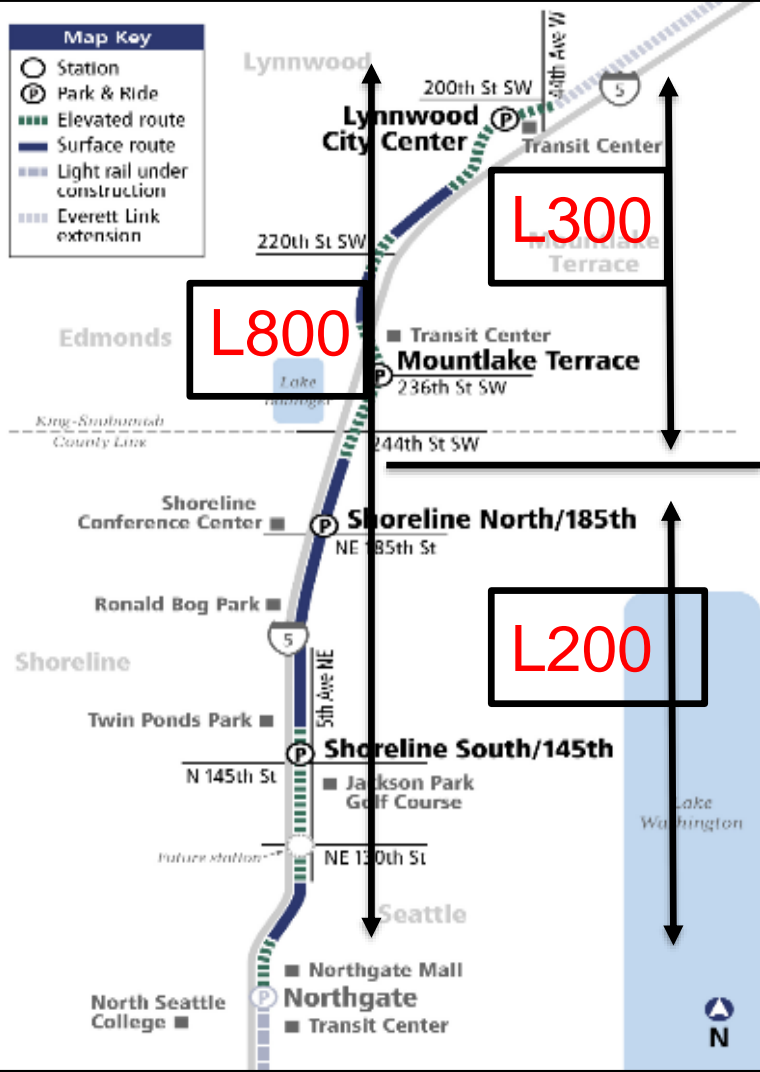 Map Key
Station
P Park & Ride
Elevated route
Surface route
Light rail under
construction
Everett Link
extension
Lynnwood
44th Ave W
200th St SW
5
Lynnwood
City Center
P
Transit Center
L300
Mountlake
Terrace
220th St SW
L800
Edmonds
Transit Center
Mountlake Terrace
P
236th St SW
Lake
King-Snohomish
County Line
244th St SW
Shoreline
Conference Center
P
Shoreline North/185th
NE 185th St
Ronald Bog Park
5
Shoreline
5th Ave NE
L200
Twin Ponds Park
P
Shoreline South/145th
N 145th St
Jackson Park
Golf Course
Lake
Washington
Future station
NE 130th St
Seattle
Northgate Mall
P
Northgate
North Seattle
College
Transit Center
N